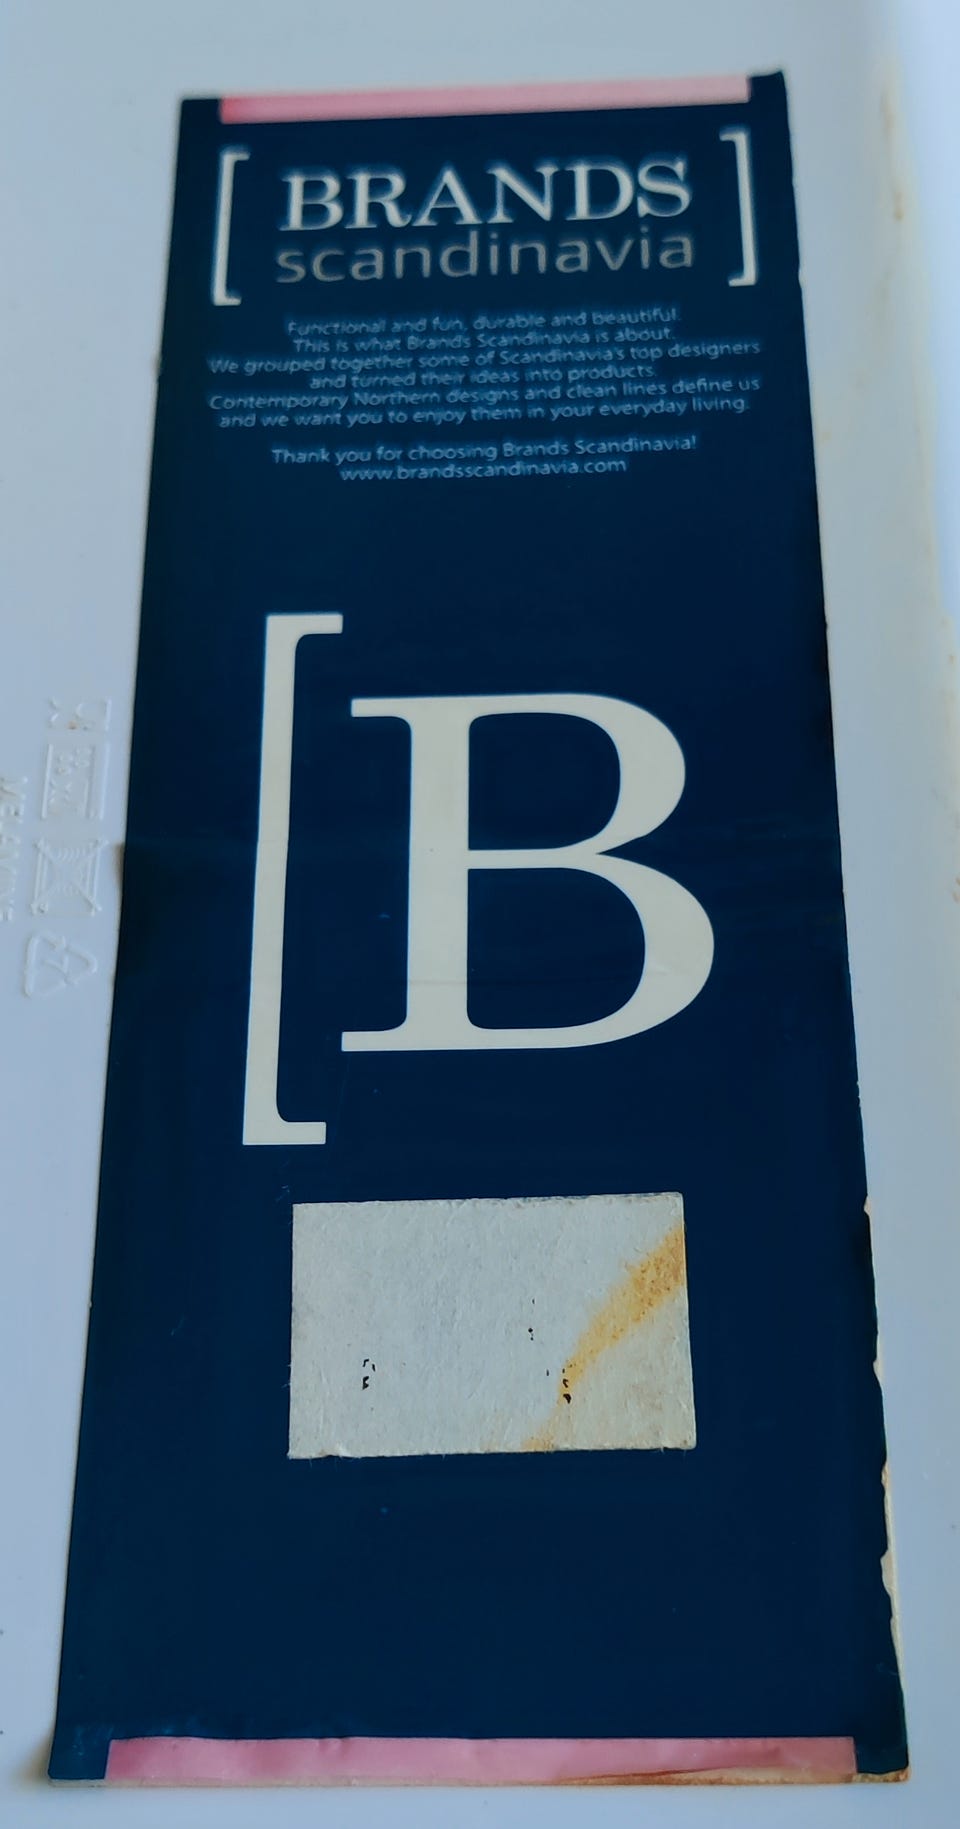 [BRANDS]
scandinavia
Functional and fun, durable and beautiful.
This is what Brands Scandinavia is about.
We grouped together some of Scandinavia's top designers
and turned their ideas into products.
Contemporary Northern designs and clean lines define us
and we want you to enjoy them in your everyday living.
Thank you for choosing Brands Scandinavia!
www.brandsscandinavia.com
[B